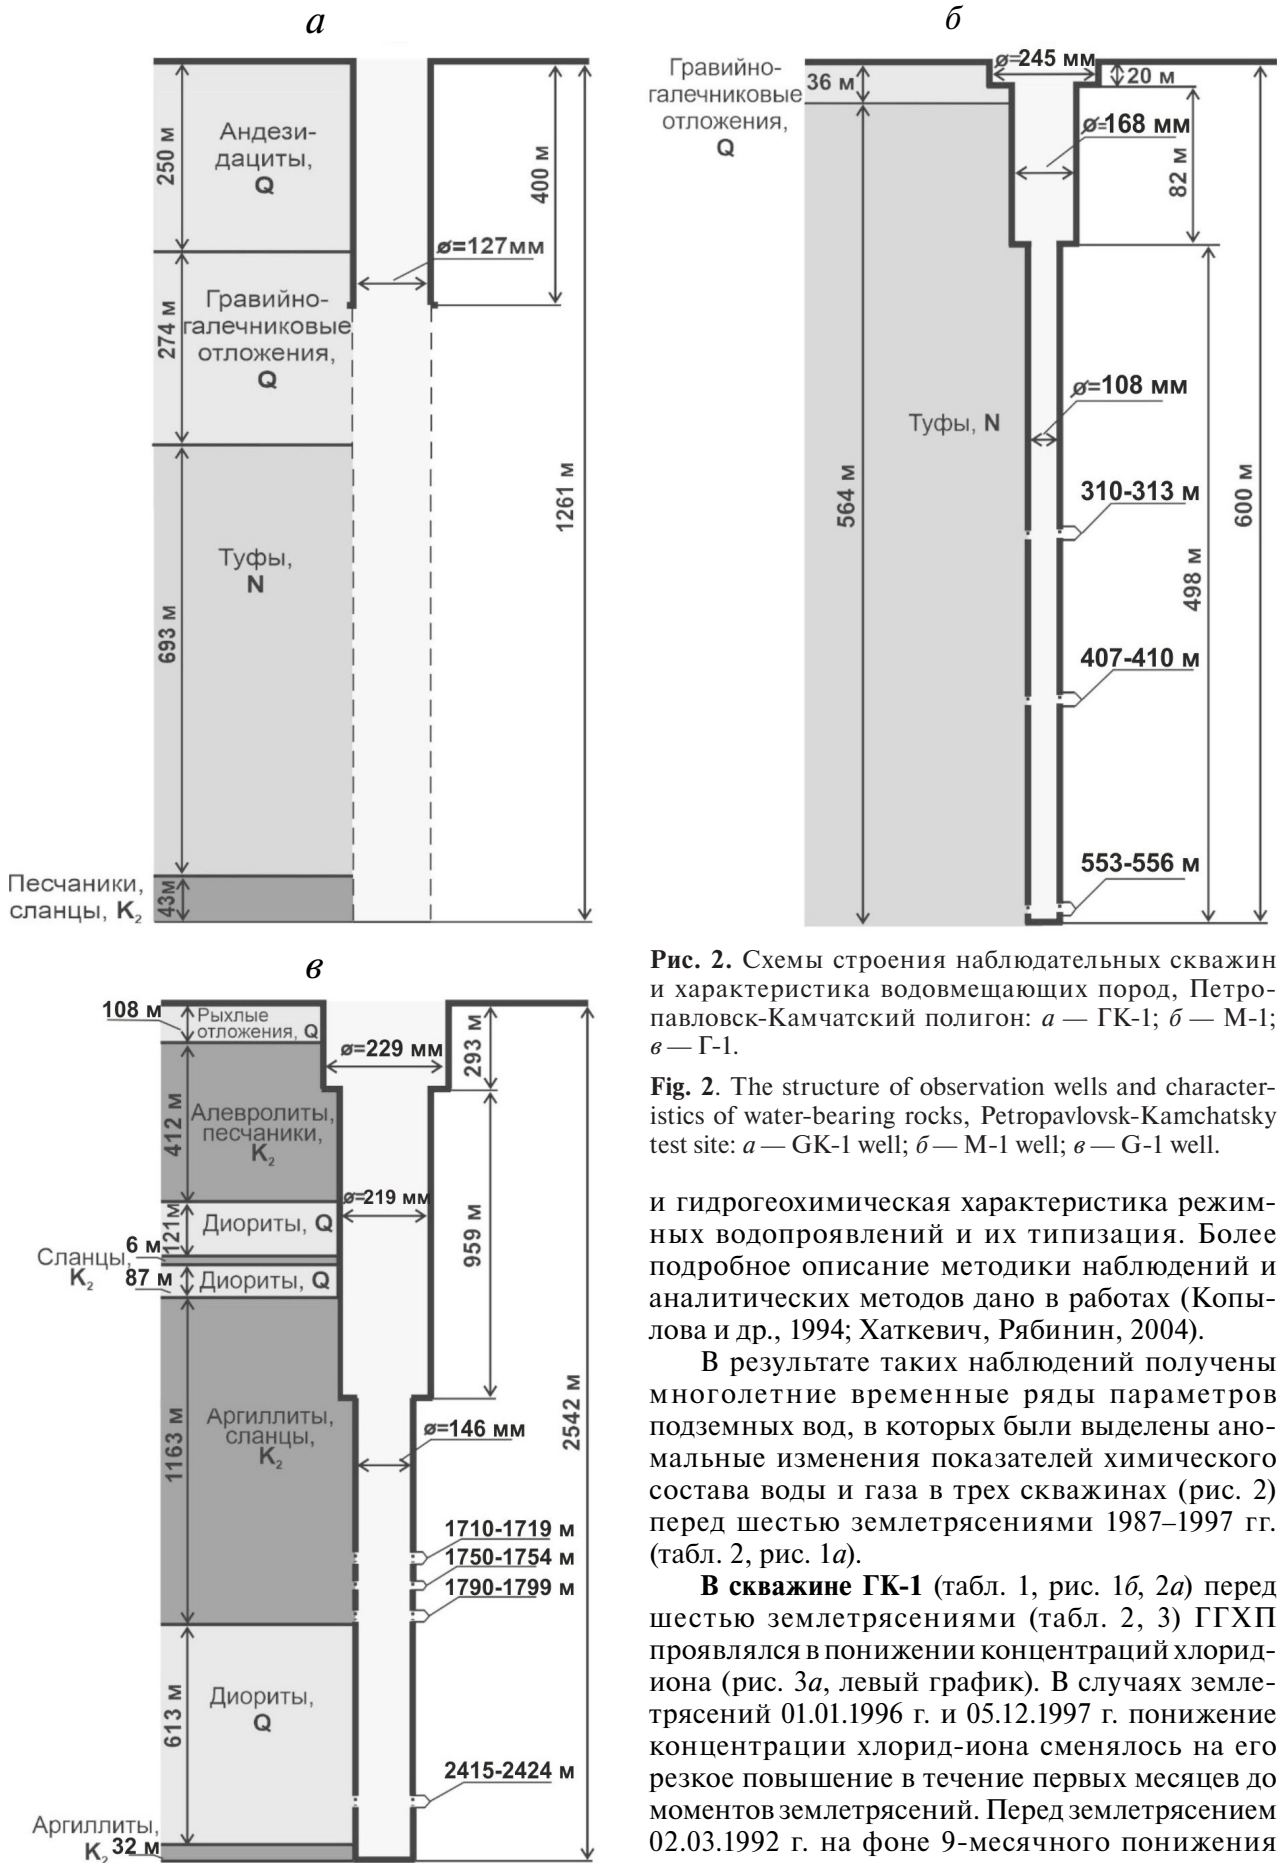 а
250 м
Андези-
дациты,
Q
274 м
Гравийно-
галечниковые
отложения,
Q
693 м
Туфы,
N
Песчаники,
сланцы, K₂
43м
ø=127мм
400 м
1261 м
б
Гравийно-
галечниковые
отложения,
Q
36 м
564 м
Туфы, N
ø=245 мм
20 м
ø=168 мм
82 м
ø=108 мм
310-313 м
407-410 м
553-556 м
498 м
600 м
в
108 м
Рыхлые
отложения, Q
412 м
Алевролиты,
песчаники,
K₂
121м
Диориты, Q
Сланцы,
K₂
6 м
87 м
Диориты, Q
1163 м
Аргиллиты,
сланцы,
K₂
613 м
Диориты,
Q
Аргиллиты,
K₂
32 м
ø=229 мм
293 м
ø=219 мм
959 м
ø=146 мм
1710-1719 м
1750-1754 м
1790-1799 м
2415-2424 м
2542 м
Рис. 2. Схемы строения наблюдательных скважин
и характеристика водовмещающих пород, Петро-
павловск-Камчатский полигон: а — ГК-1; б — М-1;
в — Г-1.
Fig. 2. The structure of observation wells and character-
istics of water-bearing rocks, Petropavlovsk-Kamchatsky
test site: а — GK-1 well; б — M-1 well; в — G-1 well.
и гидрогеохимическая характеристика режим-
ных водопроявлений и их типизация. Более
подробное описание методики наблюдений и
аналитических методов дано в работах (Копы-
лова и др., 1994; Хаткевич, Рябинин, 2004).
В результате таких наблюдений получены
многолетние временные ряды параметров
подземных вод, в которых были выделены ано-
мальные изменения показателей химического
состава воды и газа в трех скважинах (рис. 2)
перед шестью землетрясениями 1987–1997 гг.
(табл. 2, рис. 1а).
В скважине ГК-1 (табл. 1, рис. 1б, 2а) перед
шестью землетрясениями (табл. 2, 3) ГГХП
проявлялся в понижении концентраций хлорид-
иона (рис. 3а, левый график). В случаях земле-
трясений 01.01.1996 г. и 05.12.1997 г. понижение
концентрации хлорид-иона сменялось на его
резкое повышение в течение первых месяцев до
моментов землетрясений. Перед землетрясением
02.03.1992 г. на фоне 9-месячного понижения